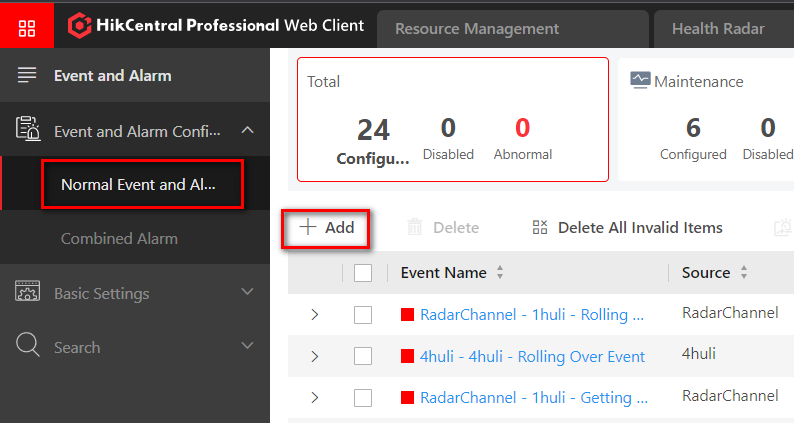 HikCentral Professional Web Client
Resource Management
Health Radar
Event and Alarm
Event and Alarm Confi...
Normal Event and Al...
Combined Alarm
Basic Settings
Search
Total
24
Configu...
0
Disabled
0
Abnormal
Maintenance
6
Configured
0
Disabled
Add
Delete
Delete All Invalid Items
Event Name
Source
RadarChannel - 1huli - Rolling ...
RadarChannel
4huli - 4huli - Rolling Over Event
4huli
RadarChannel - 1huli - Getting ...
RadarChannel